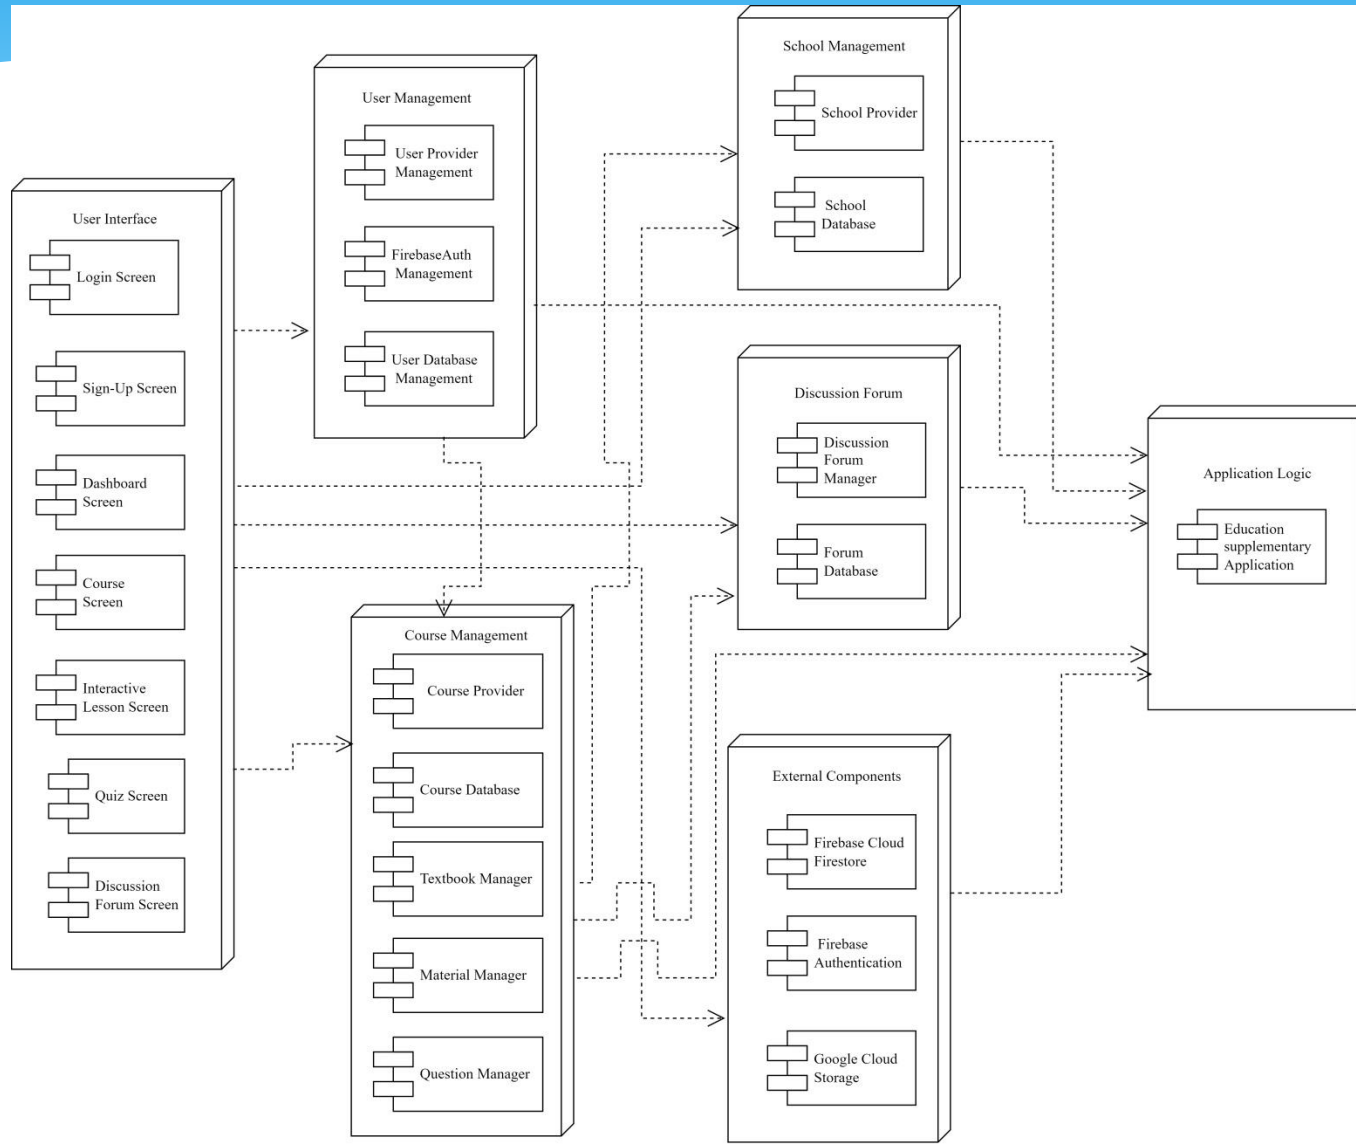 User Interface
Login Screen
Sign-Up Screen
Dashboard
Screen
Course
Screen
Interactive
Lesson Screen
Quiz Screen
Discussion
Forum Screen
User Management
User Provider
Management
FirebaseAuth
Management
User Database
Management
Course Management
Course Provider
Course Database
Textbook Manager
Material Manager
Question Manager
School Management
School Provider
School
Database
Discussion Forum
Discussion
Forum
Manager
Forum
Database
External Components
Firebase Cloud
Firestore
Firebase
Authentication
Google Cloud
Storage
Application Logic
Education
supplementary
Application